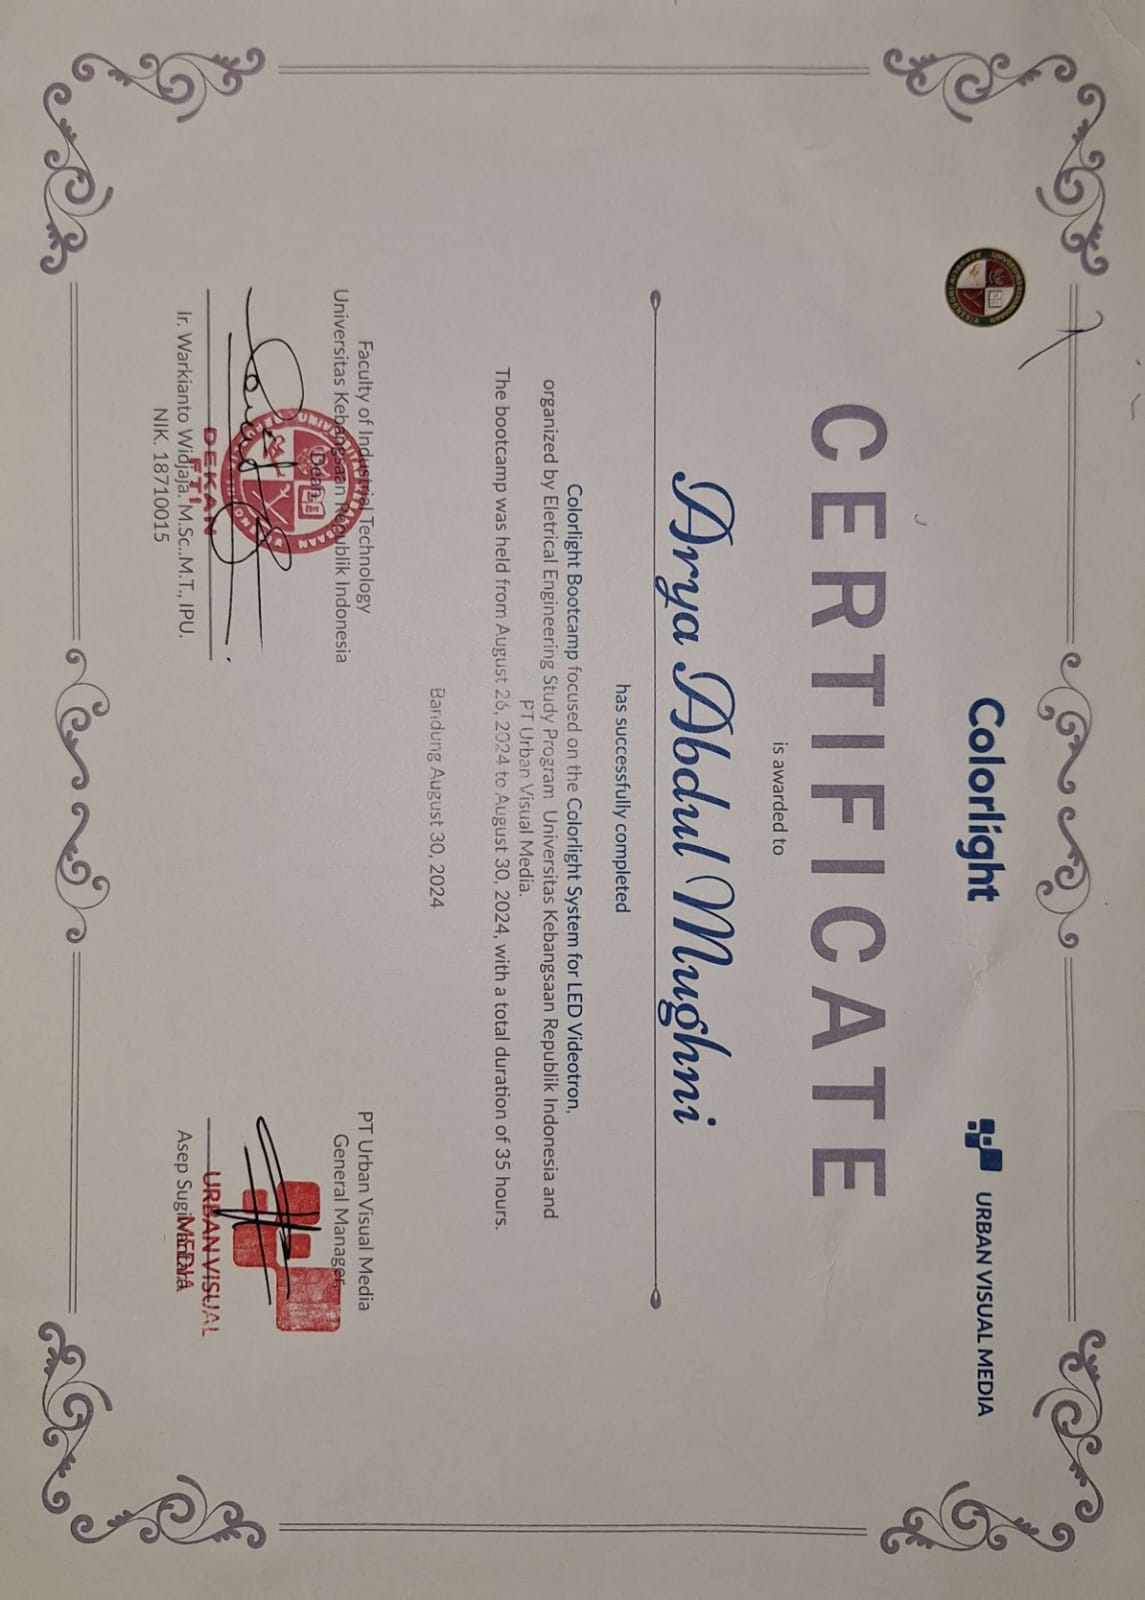 Colorlight
URBAN VISUAL MEDIA
CERTIFICATE
is awarded to
Arya Abdul Mughni
has successfully completed
Colorlight Bootcamp focused on the Colorlight System for LED Videotron,
organized by Eletrical Engineering Study Program Universitas Kebangsaan Republik Indonesia and
PT Urban Visual Media.
The bootcamp was held from August 26, 2024 to August 30, 2024, with a total duration of 35 hours.
Bandung August 30, 2024
Faculty of Industrial Technology
Universitas Kebangsaan Republik Indonesia
Dean
DEKAN
FTI
Ir. Warkianto Widjaja. M.Sc..M.T., IPU.
NIK. 18710015
PT Urban Visual Media
General Manager,
URBAN VISUAL
MEDIA
Asep